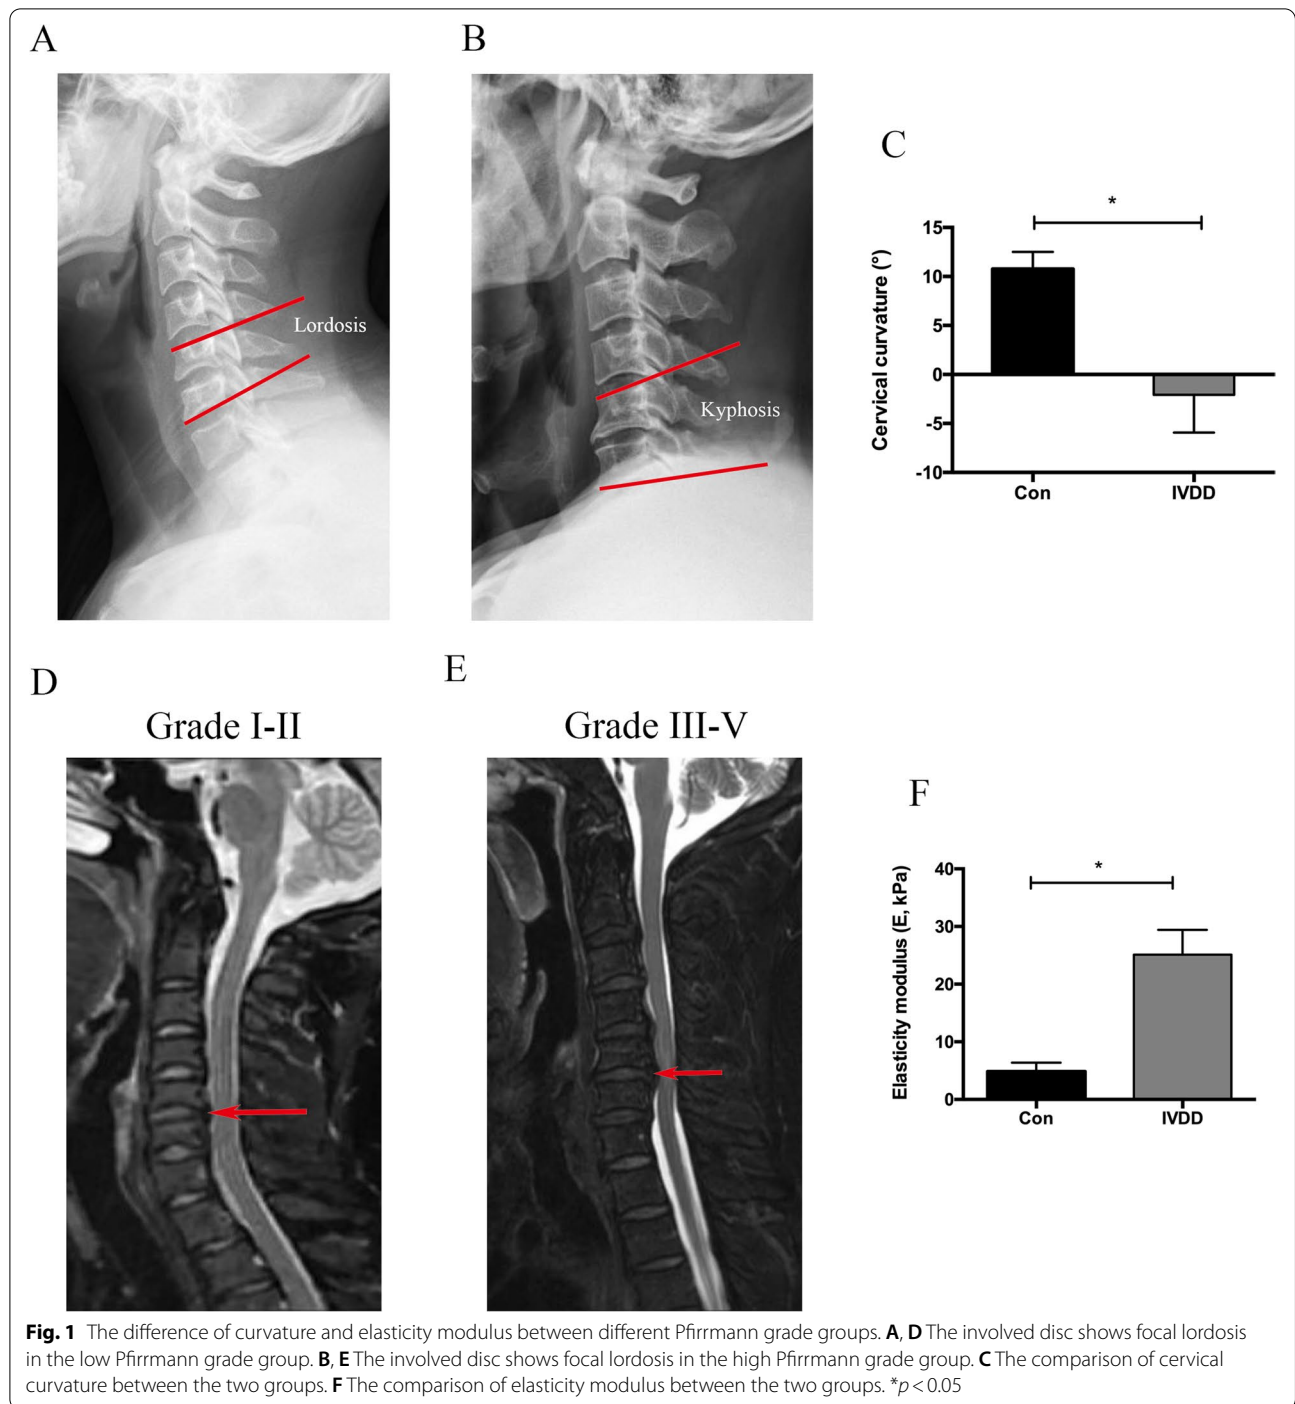 A
B
Lordosis
Kyphosis
C
*
Cervical curvature (°)
15
10
5
0
-5
-10
Con
IVDD
D
E
Grade I-II
Grade III-V
F
*
Elasticity modulus (E, kPa)
40
30
20
10
0
Con
IVDD
Fig. 1 The difference of curvature and elasticity modulus between different Pfirrmann grade groups. A, D The involved disc shows focal lordosis
in the low Pfirrmann grade group. B, E The involved disc shows focal lordosis in the high Pfirrmann grade group. C The comparison of cervical
curvature between the two groups. F The comparison of elasticity modulus between the two groups. *p < 0.05